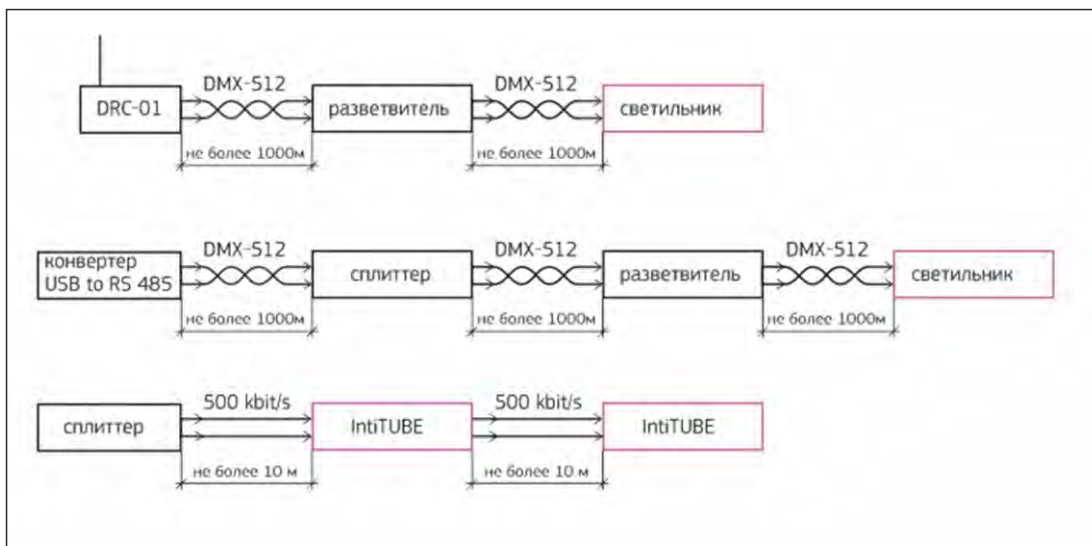 DMX-512 DMX-512
DRC-01 разветвитель светильник
не более 1000м не более 1000м
DMX-512 DMX-512 DMX-512
конвертер
USB to RS 485 сплиттер разветвитель светильник
не более 1000м не более 1000м не более 1000м
500 kbit/s 500 kbit/s
сплиттер IntiTUBE IntiTUBE
не более 10 м не более 10 м